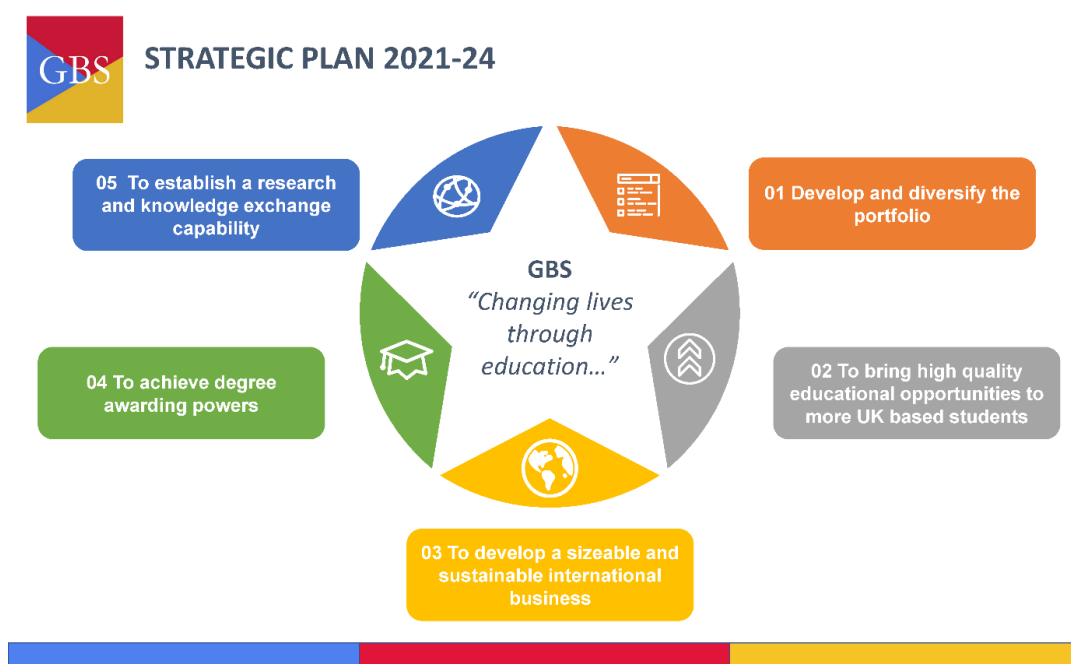 GBS
STRATEGIC PLAN 2021-24
05 To establish a research
and knowledge exchange
capability
01 Develop and diversify the
portfolio
GBS
“Changing lives
through
education...”
04 To achieve degree
awarding powers
02 To bring high quality
educational opportunities to
more UK based students
03 To develop a sizeable and
sustainable international
business